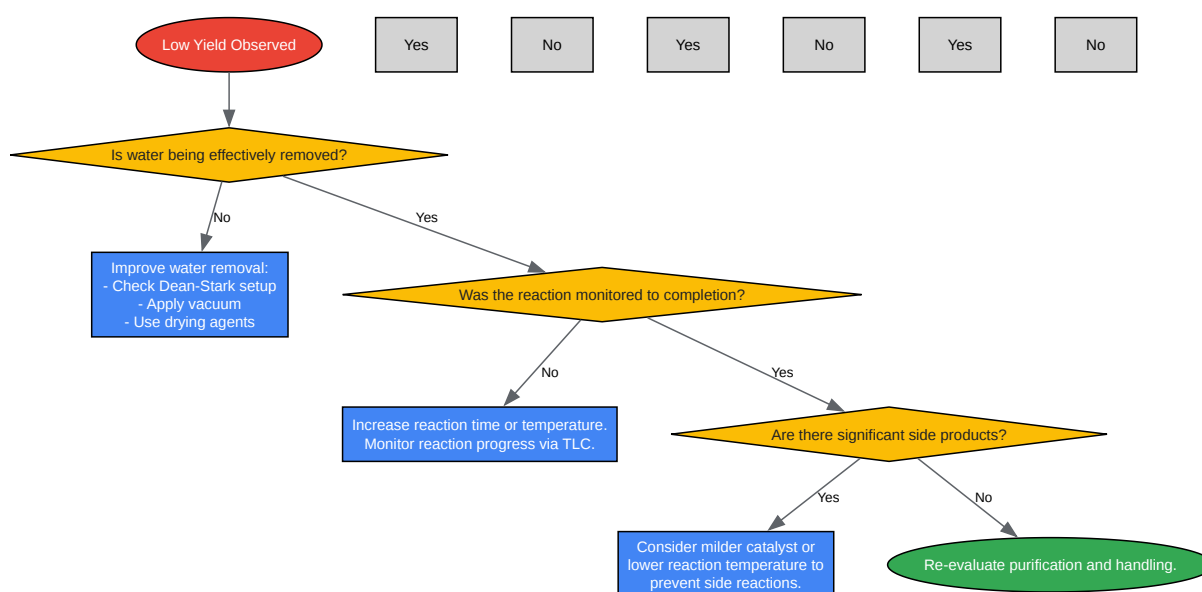 Low Yield Observed
Yes
No
Yes
No
Yes
No
Is water being effectively removed?
No
Yes
Improve water removal:
- Check Dean-Stark setup
- Apply vacuum
- Use drying agents
Was the reaction monitored to completion?
No
Yes
Increase reaction time or temperature.
Monitor reaction progress via TLC.
Are there significant side products?
Yes
No
Consider milder catalyst or
lower reaction temperature to
prevent side reactions.
Re-evaluate purification and handling.